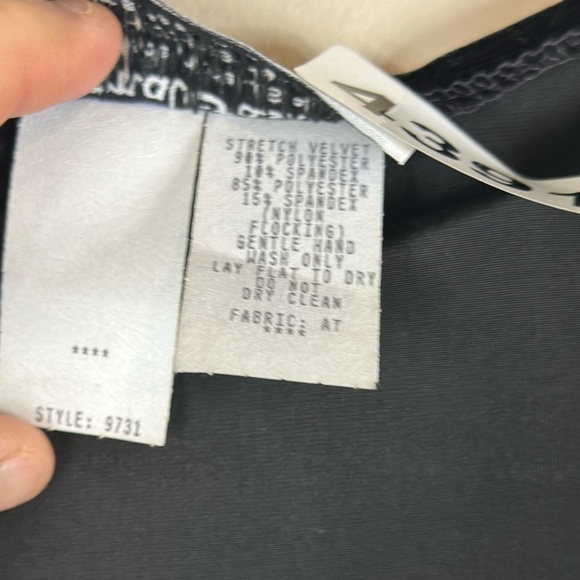 4394
STRETCH VELVET
90% POLYESTER
10% SPANDEX
85% POLYESTER
15% SPANDEX
(NYLON
FLOCKING)
GENTLE HAND
WASH ONLY
LAY FLAT TO DRY
DO NOT
DRY CLEAN
FABRIC: AT
****
****
STYLE: 9731